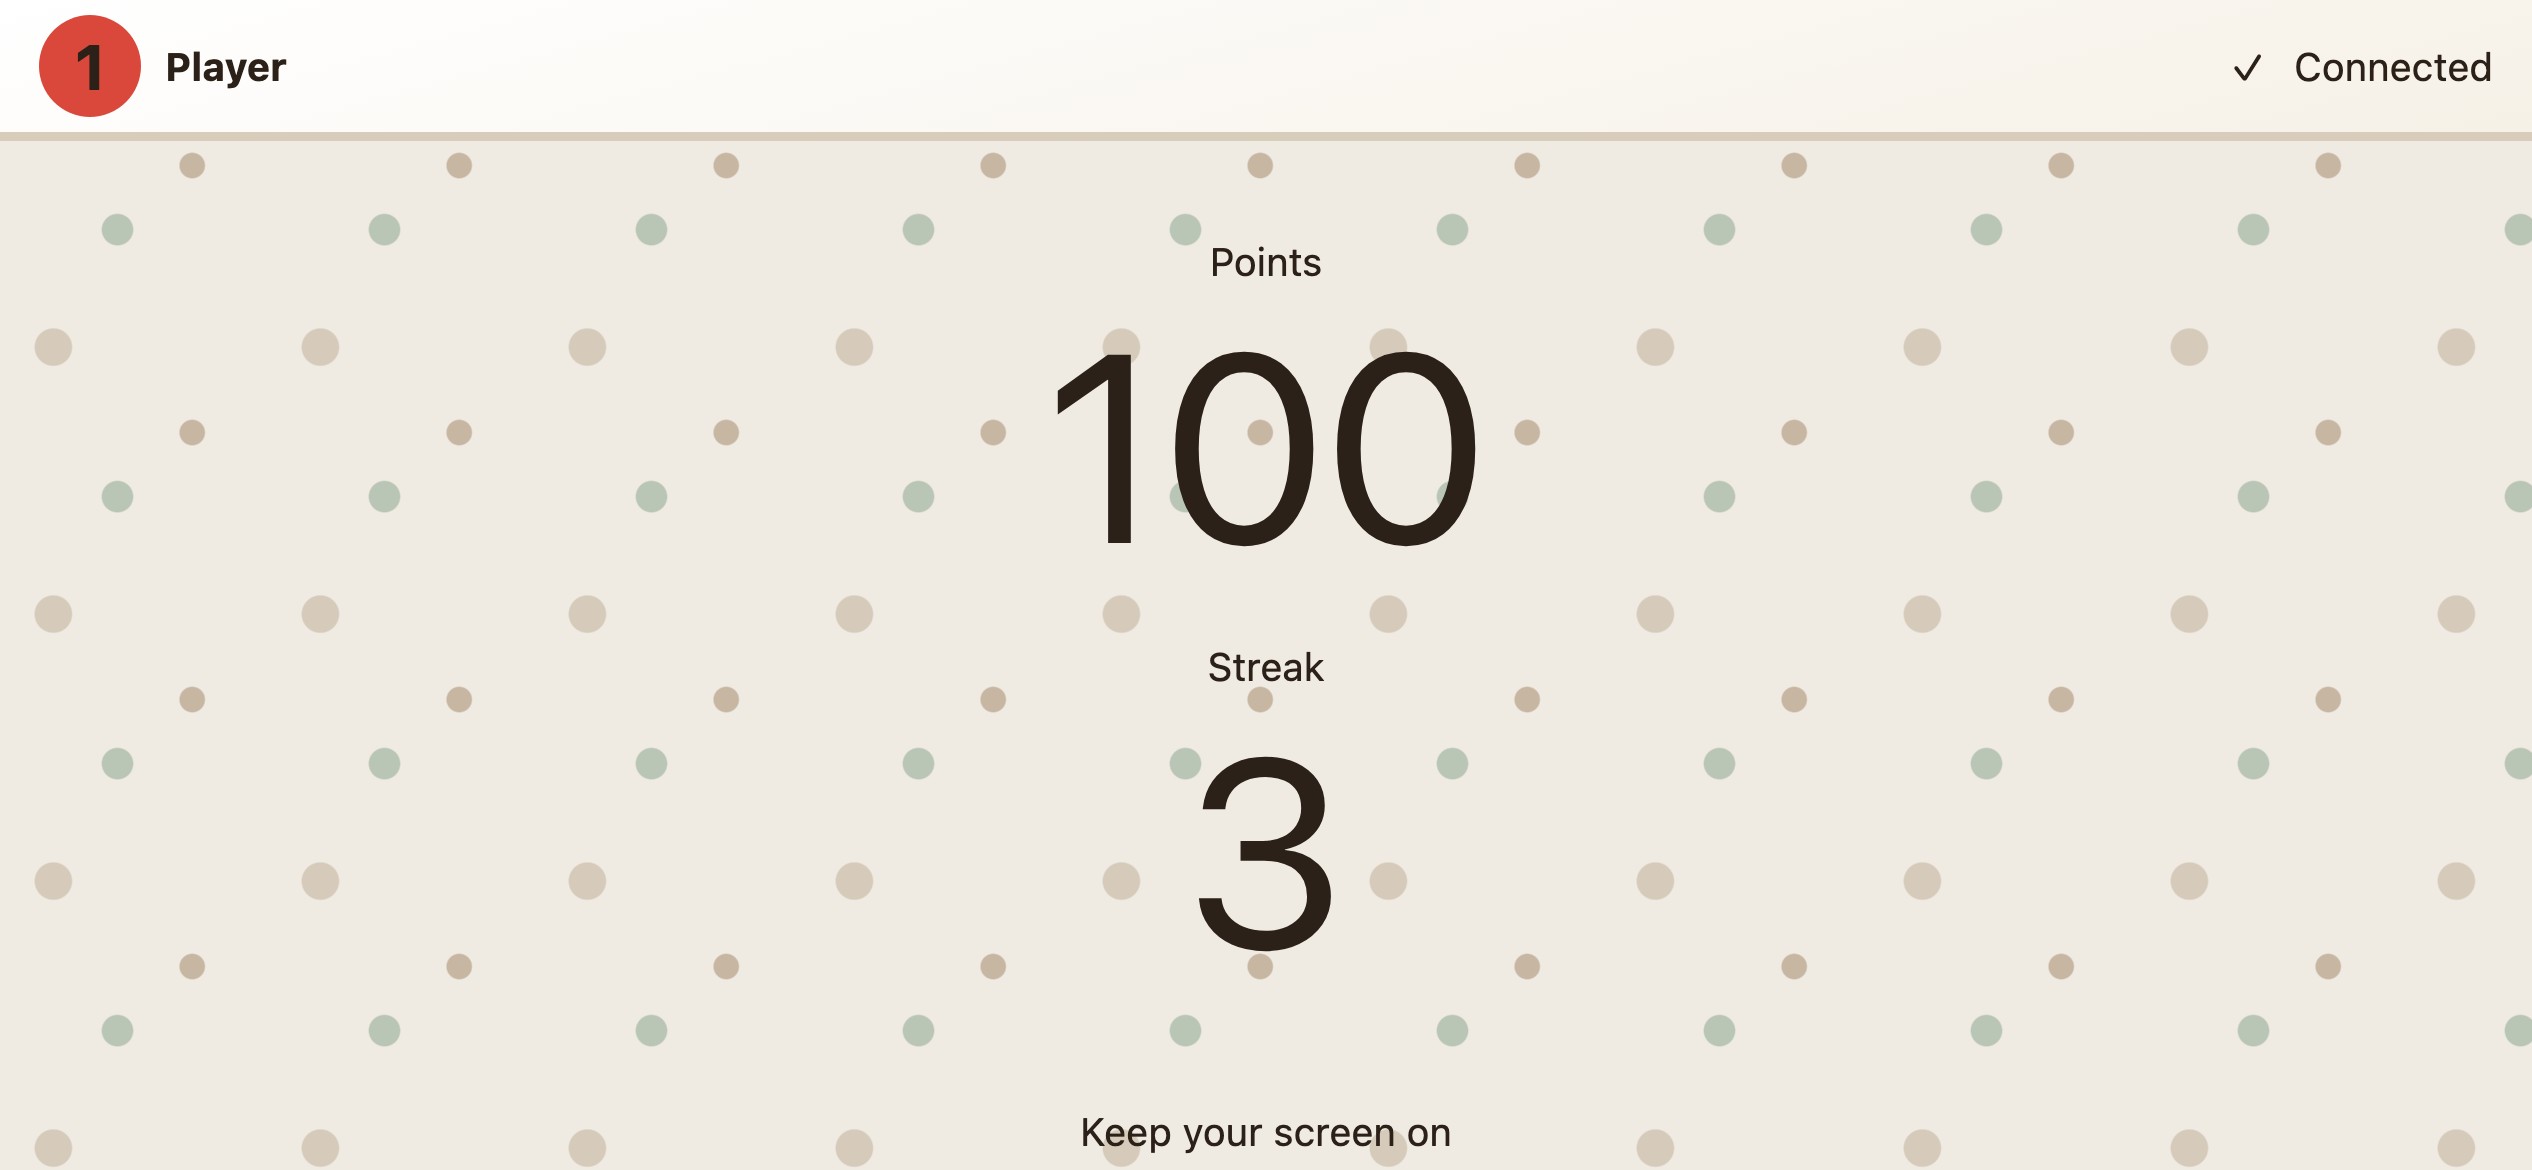 1 Player
✓ Connected
Points
100
Streak
3
Keep your screen on